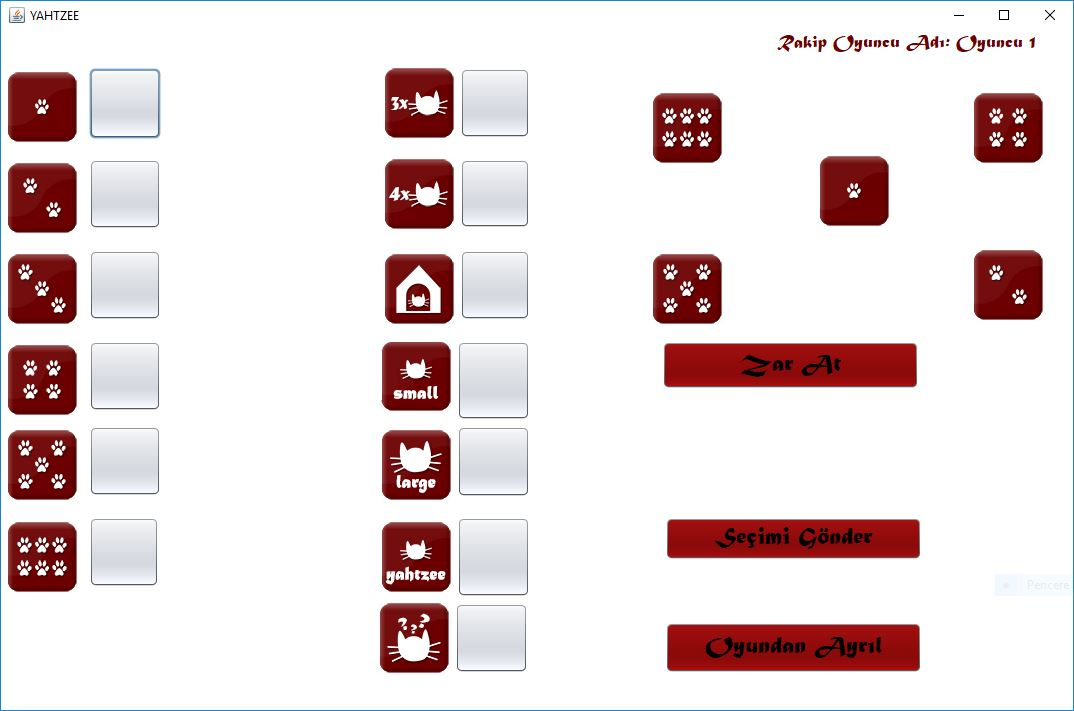 YAHTZEE
Rakip Oyuncu Adı: Oyuncu 1
3x
4x
small
large
yahtzee
???
Zar At
Seçimi Gönder
Pencere
Oyundan Ayrıl